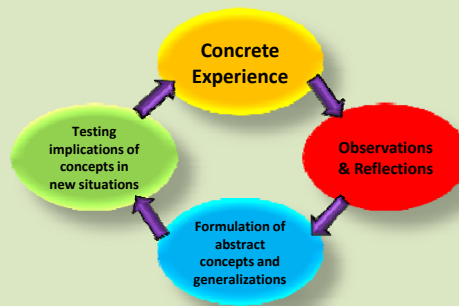 Concrete
Experience
Observations
& Reflections
Formulation of
abstract
concepts and
generalizations
Testing
implications of
concepts in
new situations